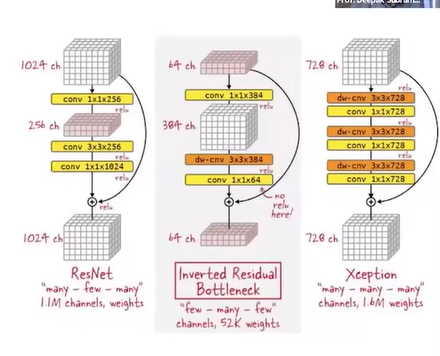 Prof. Deepak Subram...
1024 ch
conv 1x1x256
relu
256 ch
relu
conv 3x3x256
relu
conv 1x1x1024
relu
relu
1024 ch
ResNet
"many – few – many"
1.1M channels, weights
64 ch
conv 1x1x384
relu
384 ch
dw-cnv 3x3x384
relu
conv 1x1x64
no
relu
here!
64 ch
Inverted Residual
Bottleneck
"few – many – few"
channels, 52K weights
728 ch
relu
dw-cnv 3x3x728
conv 1x1x728
relu
dw-cnv 3x3x728
conv 1x1x728
relu
dw-cnv 3x3x728
conv 1x1x728
728 ch
Xception
"many – many – many"
channels, 1.6M weights